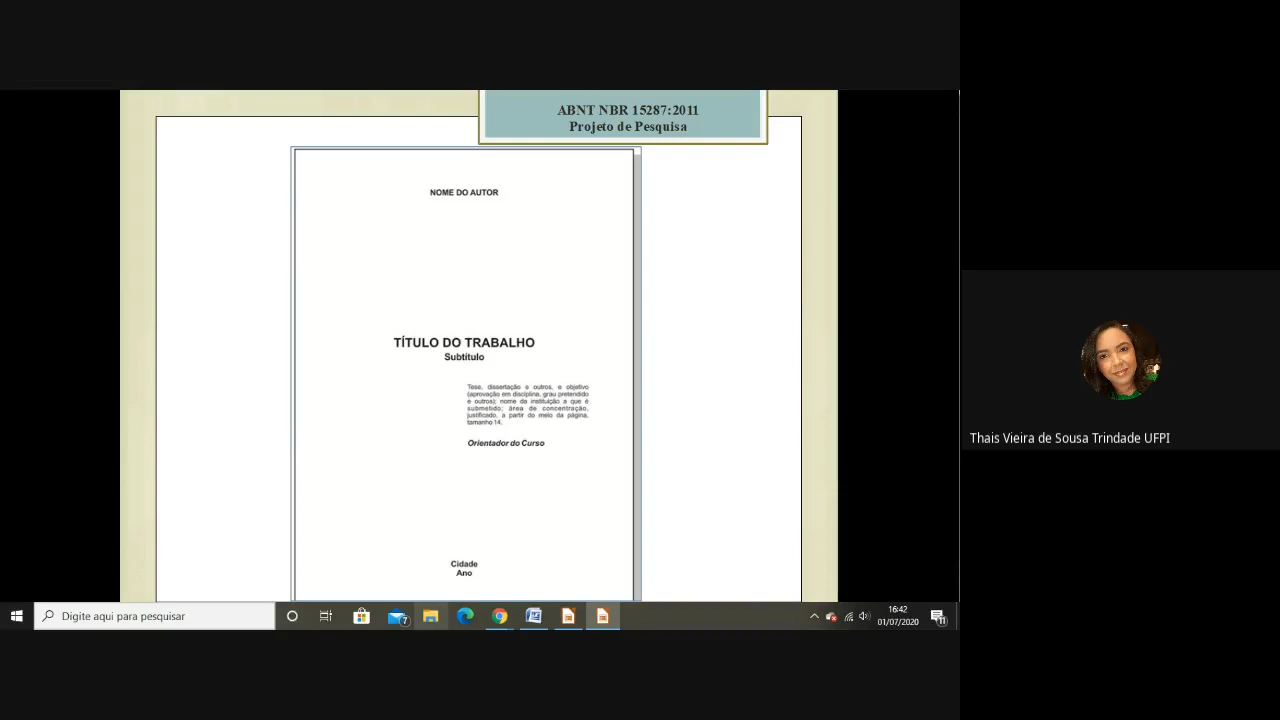 ABNT NBR 15287:2011
Projeto de Pesquisa
NOME DO AUTOR
TÍTULO DO TRABALHO
Subtítulo
Tese, dissertação e outros, e objetivo
(aprovação em disciplina, grau pretendido
e outros); nome da instituição a que é
submetido; área de concentração,
justificado, a partir do meio da página,
tamanho 14.
Orientador do Curso
Cidade
Ano
Thais Vieira de Sousa Trindade UFPI
Digite aqui para pesquisar
7
16:42
01/07/2020
11